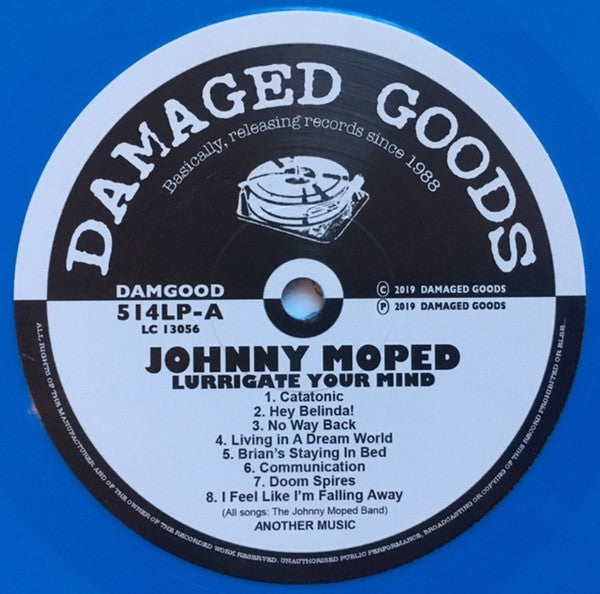 DAMAGED GOODS
Basically, releasing records since 1988
DAMGOOD
514LP-A
LC 13056
© 2019 DAMAGED GOODS
℗ 2019 DAMAGED GOODS
JOHNNY MOPED
LURRIGATE YOUR MIND
1. Catatonic
2. Hey Belinda!
3. No Way Back
4. Living in A Dream World
5. Brian's Staying In Bed
6. Communication
7. Doom Spires
8. I Feel Like I'm Falling Away
(All songs: The Johnny Moped Band)
ANOTHER MUSIC
ALL RIGHTS OF THE MANUFACTURER AND OF THE OWNER OF THE RECORDED WORK RESERVED. UNAUTHORISED PUBLIC PERFORMANCE, BROADCASTING OR COPYING OF THIS RECORD PROHIBITED OR ELSE...